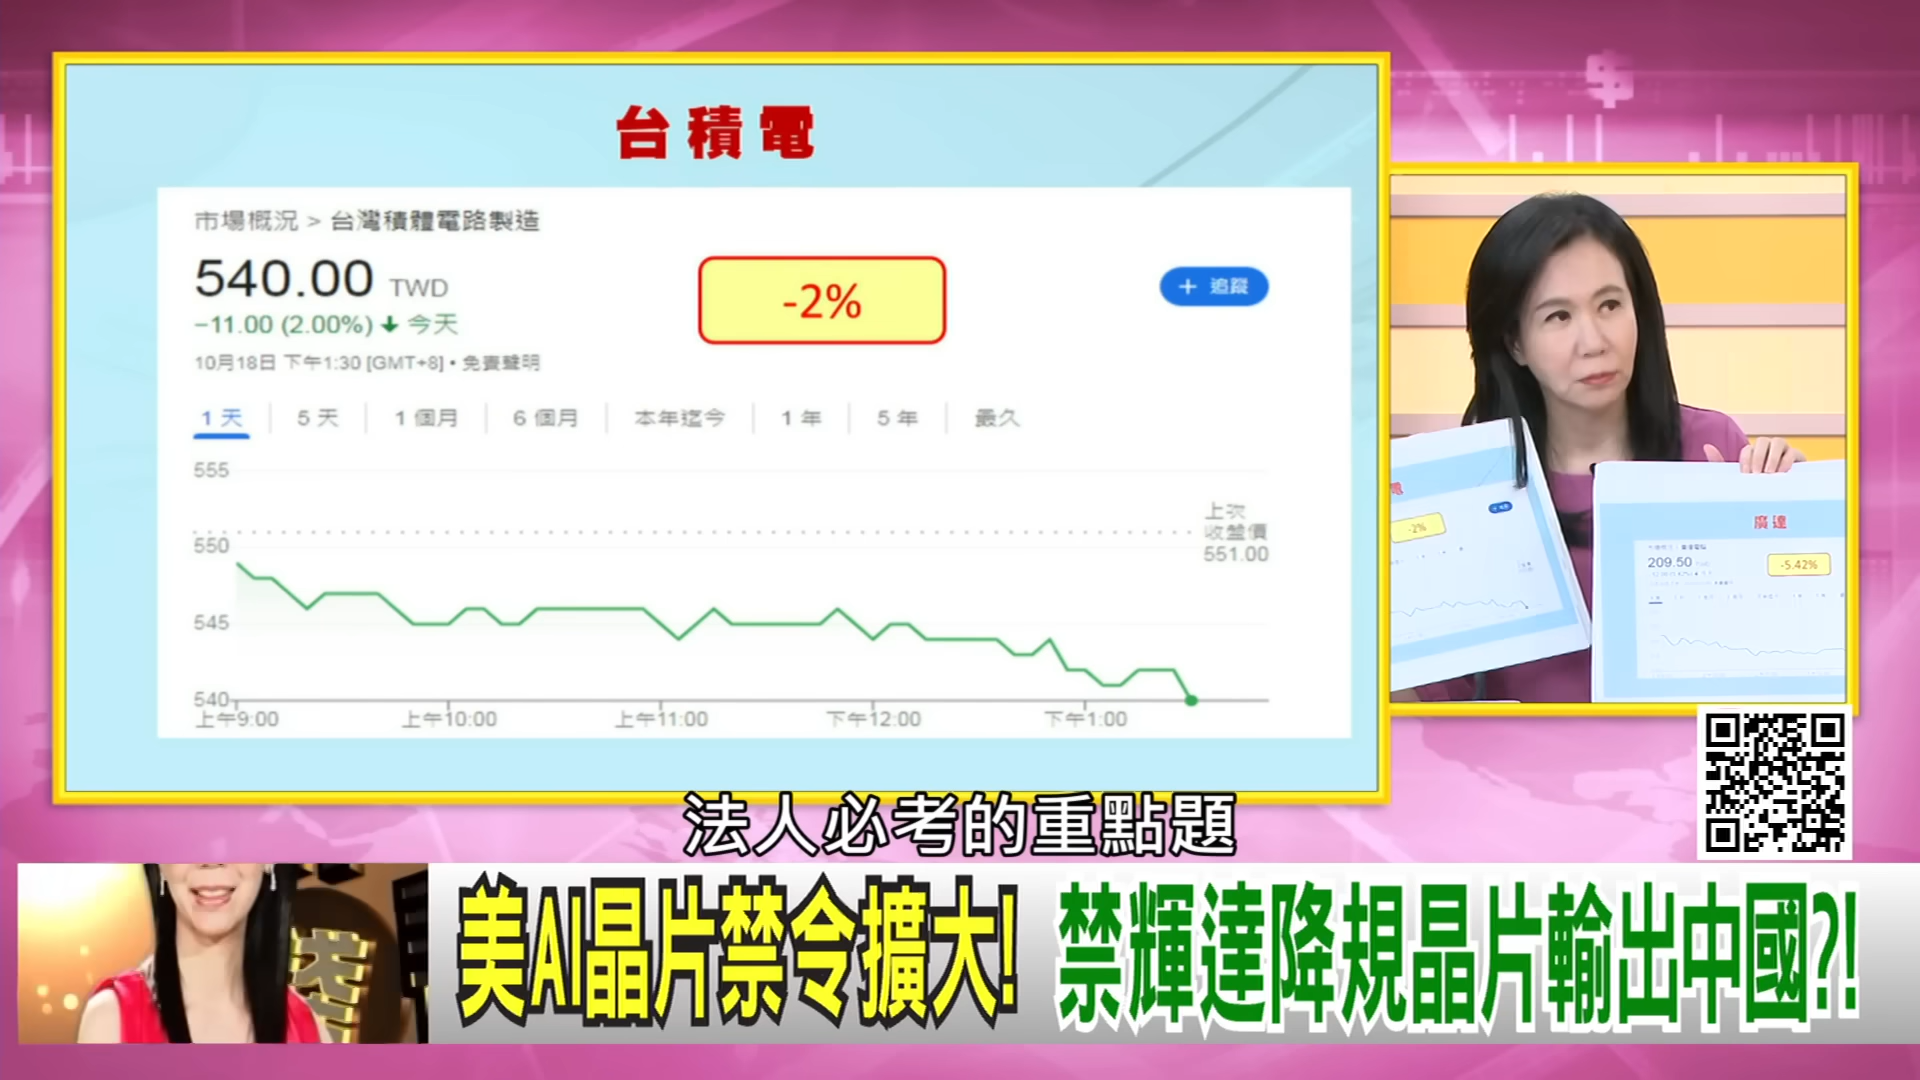 台積電
市場概況 > 台灣積體電路製造
540.00 TWD
-2%
+ 追蹤
−11.00 (2.00%) ↓ 今天
10月18日 下午1:30 [GMT+8] • 免責聲明
1 天 5 天 1 個月 6 個月 本年迄今 1 年 5 年 最久
555
上次
收盤價
551.00
550
545
540
上午9:00 上午10:00 上午11:00 下午12:00 下午1:00
電
-2%
廣達
209.50
-5.42%
法人必考的重點題
美AI晶片禁令擴大! 禁輝達降規晶片輸出中國?!